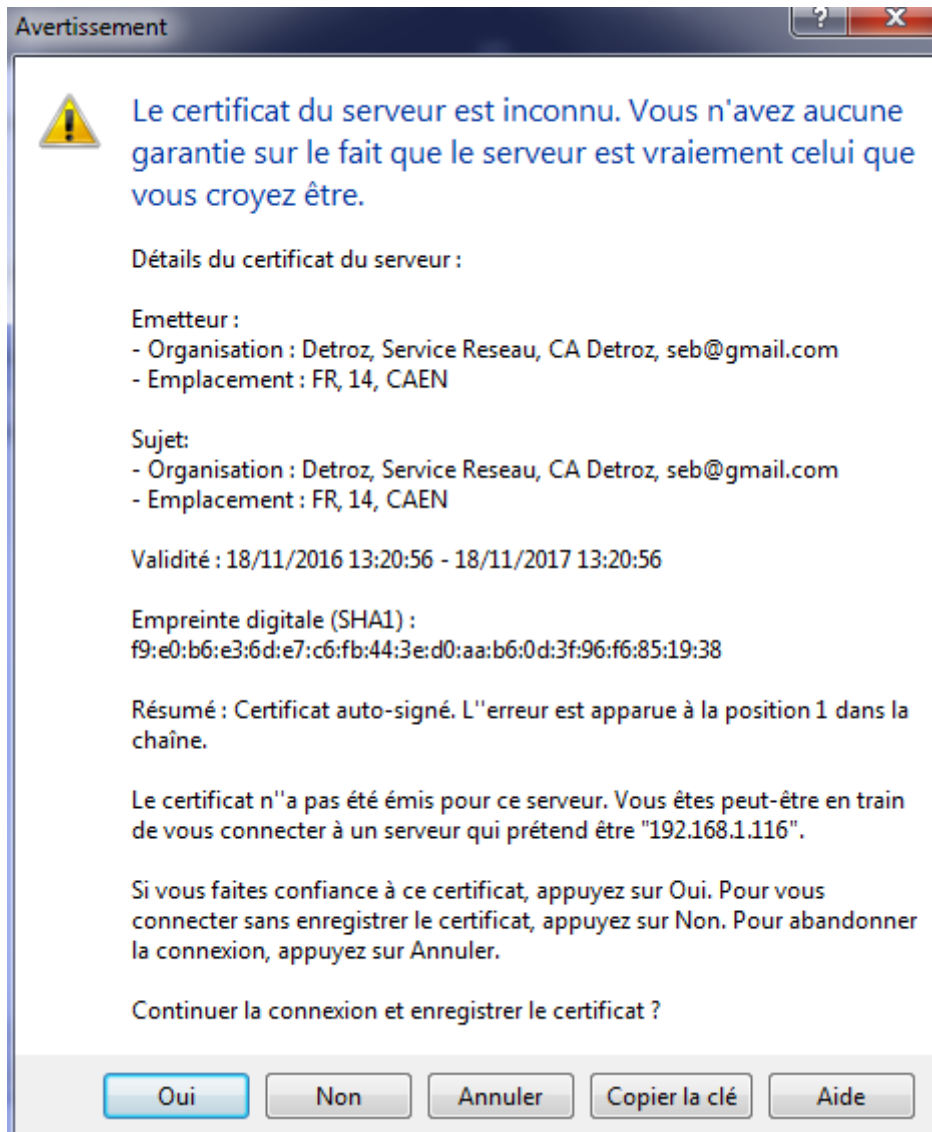 Avertissement
?
x
Le certificat du serveur est inconnu. Vous n'avez aucune
garantie sur le fait que le serveur est vraiment celui que
vous croyez être.
Détails du certificat du serveur :
Emetteur :
- Organisation : Detroz, Service Reseau, CA Detroz, seb@gmail.com
- Emplacement : FR, 14, CAEN
Sujet:
- Organisation : Detroz, Service Reseau, CA Detroz, seb@gmail.com
- Emplacement : FR, 14, CAEN
Validité : 18/11/2016 13:20:56 - 18/11/2017 13:20:56
Empreinte digitale (SHA1) :
f9:e0:b6:e3:6d:e7:c6:fb:44:3e:d0:aa:b6:0d:3f:96:f6:85:19:38
Résumé : Certificat auto-signé. L''erreur est apparue à la position 1 dans la
chaîne.
Le certificat n''a pas été émis pour ce serveur. Vous êtes peut-être en train
de vous connecter à un serveur qui prétend être "192.168.1.116".
Si vous faites confiance à ce certificat, appuyez sur Oui. Pour vous
connecter sans enregistrer le certificat, appuyez sur Non. Pour abandonner
la connexion, appuyez sur Annuler.
Continuer la connexion et enregistrer le certificat ?
Oui Non Annuler Copier la clé Aide